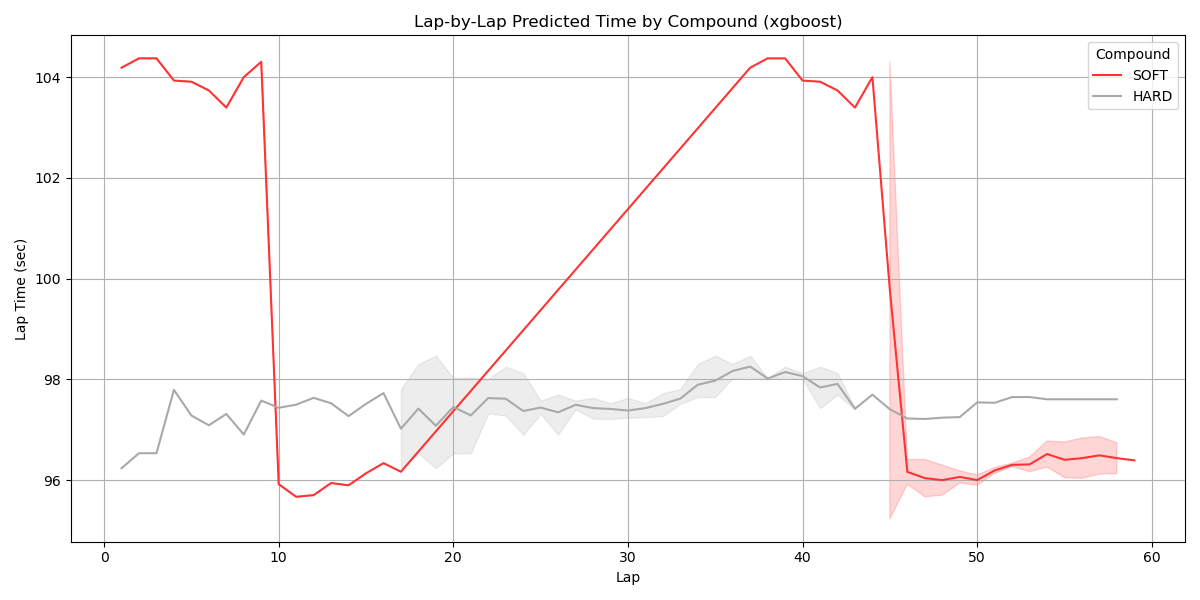 Lap-by-Lap Predicted Time by Compound (xgboost)
Compound
SOFT
HARD
Lap Time (sec)
104
102
100
98
96
0 10 20 30 40 50 60
Lap